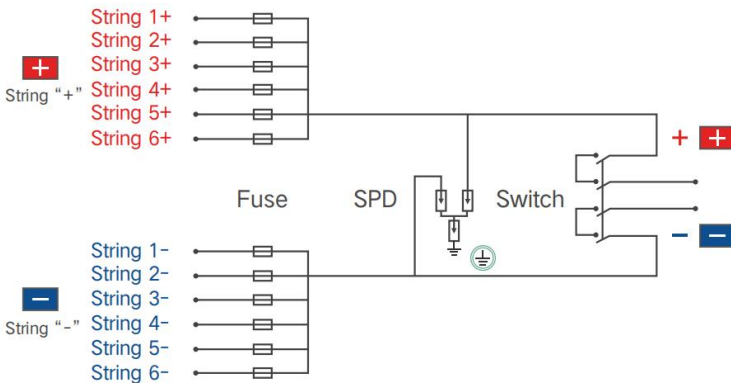 String 1+
String 2+
String 3+
String 4+
String 5+
String 6+
+
String “+”
+ +
Fuse SPD Switch
− −
String 1−
String 2−
String 3−
String 4−
String 5−
String 6−
−
String “-”